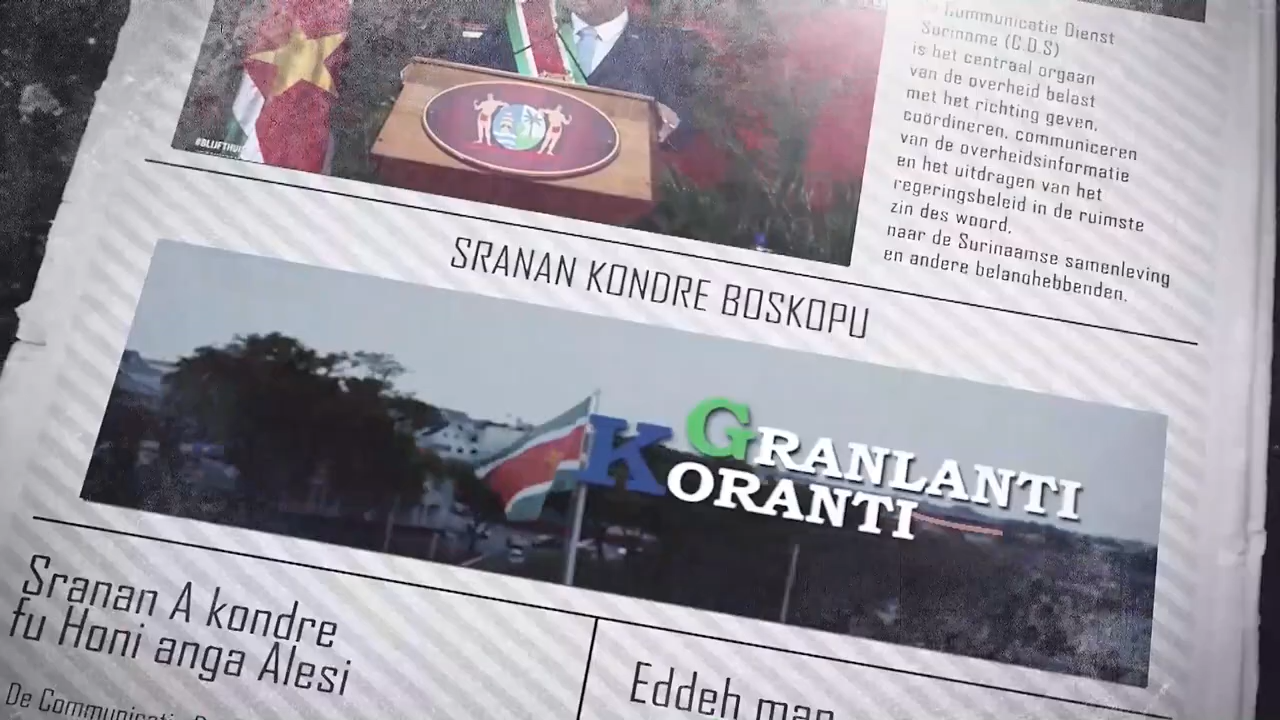 Communicatie Dienst
Suriname (C.D.S)
is het centraal orgaan
van de overheid belast
met het richting geven,
coördineren, communiceren
van de overheidsinformatie
en het uitdragen van het
regeringsbeleid in de ruimste
zin des woord,
naar de Surinaamse samenleving
en andere belanghebbenden.
SRANAN KONDRE BOSKOPU
GRANLANTI
KORANTI
Sranan A kondre
fu Honi anga Alesi
De
Eddeh man